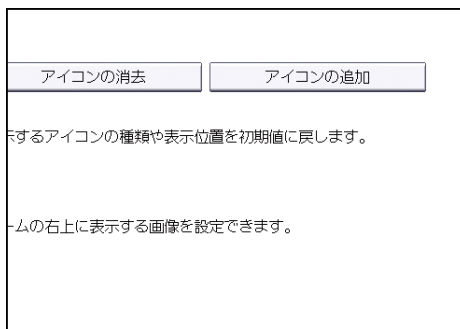 アイコンの消去
アイコンの追加
するアイコンの種類や表示位置を初期値に戻します。
ームの右上に表示する画像を設定できます。